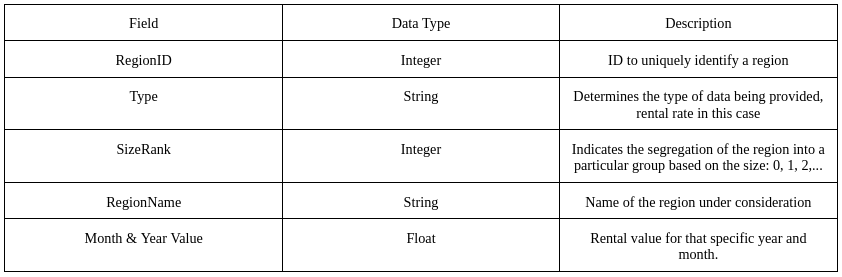 Field Data Type Description
RegionID Integer ID to uniquely identify a region
Type String Determines the type of data being provided,
rental rate in this case
SizeRank Integer Indicates the segregation of the region into a
particular group based on the size: 0, 1, 2,...
RegionName String Name of the region under consideration
Month & Year Value Float Rental value for that specific year and
month.